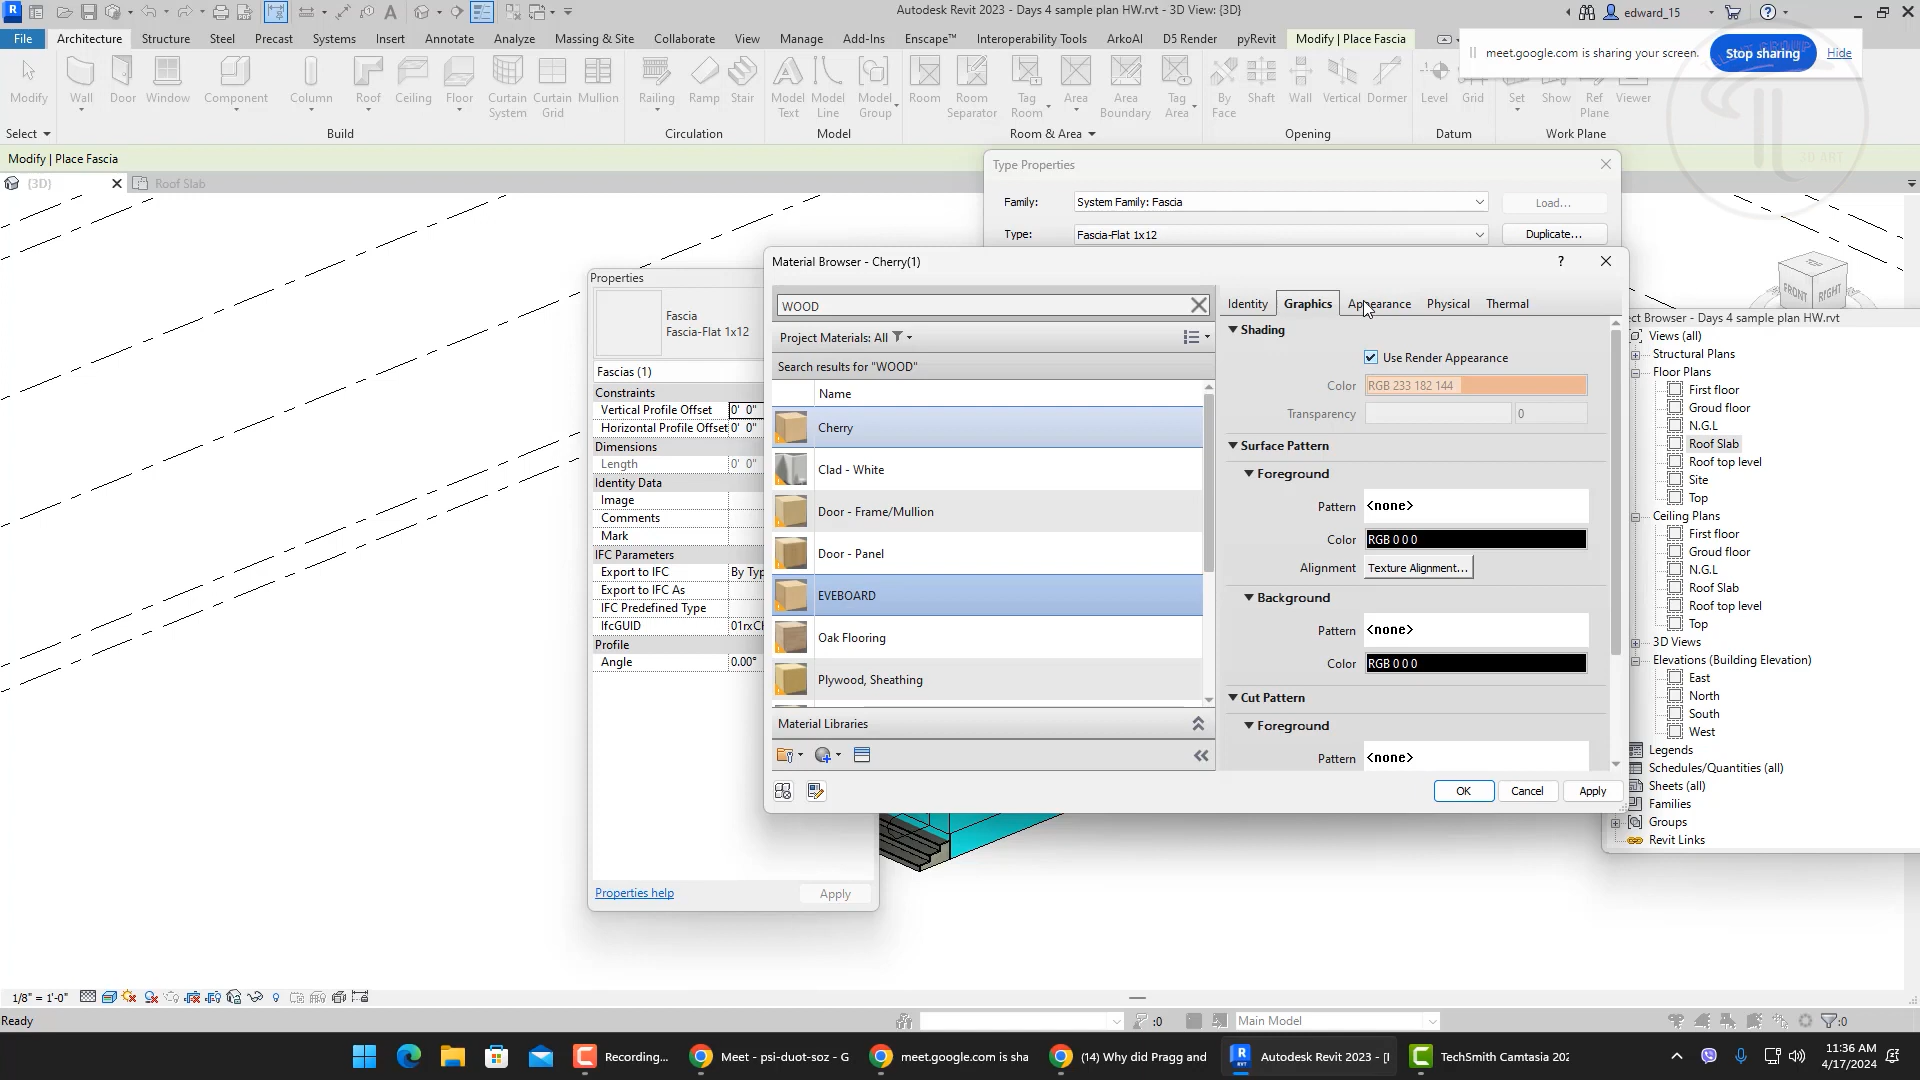 Autodesk Revit 2023 - Days 4 sample plan HW.rvt - 3D View: {3D}
edward_15
File Architecture Structure Steel Precast Systems Insert Annotate Analyze Massing & Site Collaborate View Manage Add-Ins Enscape™ Interoperability Tools ArkoAI D5 Render pyRevit Modify | Place Fascia
meet.google.com is sharing your screen. Stop sharing Hide
Modify Wall Door Window Component Column Roof Ceiling Floor Curtain System Curtain Grid Mullion Railing Ramp Stair Model Text Model Line Model Group Room Room Separator Tag Room Area Area Boundary Tag Area By Face Shaft Wall Vertical Dormer Level Grid Set Show Ref Plane Viewer
Select Build Circulation Model Room & Area Opening Datum Work Plane
Modify | Place Fascia
{3D} Roof Slab
3D ART
Type Properties
Family: System Family: Fascia Load...
Type: Fascia-Flat 1x12 Duplicate...
Properties
Fascia
Fascia-Flat 1x12
Fascias (1)
Constraints
Vertical Profile Offset 0' 0"
Horizontal Profile Offset 0' 0"
Dimensions
Length 0' 0"
Identity Data
Image
Comments
Mark
IFC Parameters
Export to IFC By Typ
Export to IFC As
IFC Predefined Type
IfcGUID
Profile
Angle 0.00°
Properties help Apply
Material Browser - Cherry(1)
?
WOOD
Project Materials: All
Search results for "WOOD"
Name
Cherry
Clad - White
Door - Frame/Mullion
Door - Panel
EVEBOARD
Oak Flooring
Plywood, Sheathing
Material Libraries
Identity Graphics Appearance Physical Thermal
Shading
Use Render Appearance
Color RGB 233 182 144
Transparency 0
Surface Pattern
Foreground
Pattern <none>
Color RGB 0 0 0
Alignment Texture Alignment...
Background
Pattern <none>
Color RGB 0 0 0
Cut Pattern
Foreground
Pattern <none>
OK Cancel Apply
TOP
FRONT RIGHT
ect Browser - Days 4 sample plan HW.rvt
Views (all)
Structural Plans
Floor Plans
First floor
Groud floor
N.G.L
Roof Slab
Roof top level
Site
Top
Ceiling Plans
First floor
Groud floor
N.G.L
Roof Slab
Roof top level
Top
3D Views
Elevations (Building Elevation)
East
North
South
West
Legends
Schedules/Quantities (all)
Sheets (all)
Families
Groups
Revit Links
1/8" = 1'-0"
Ready :0 Main Model :0
Recording... Meet - psi-duot-soz - G meet.google.com is sha (14) Why did Pragg and Autodesk Revit 2023 - [ TechSmith Camtasia 202
11:36 AM
4/17/2024